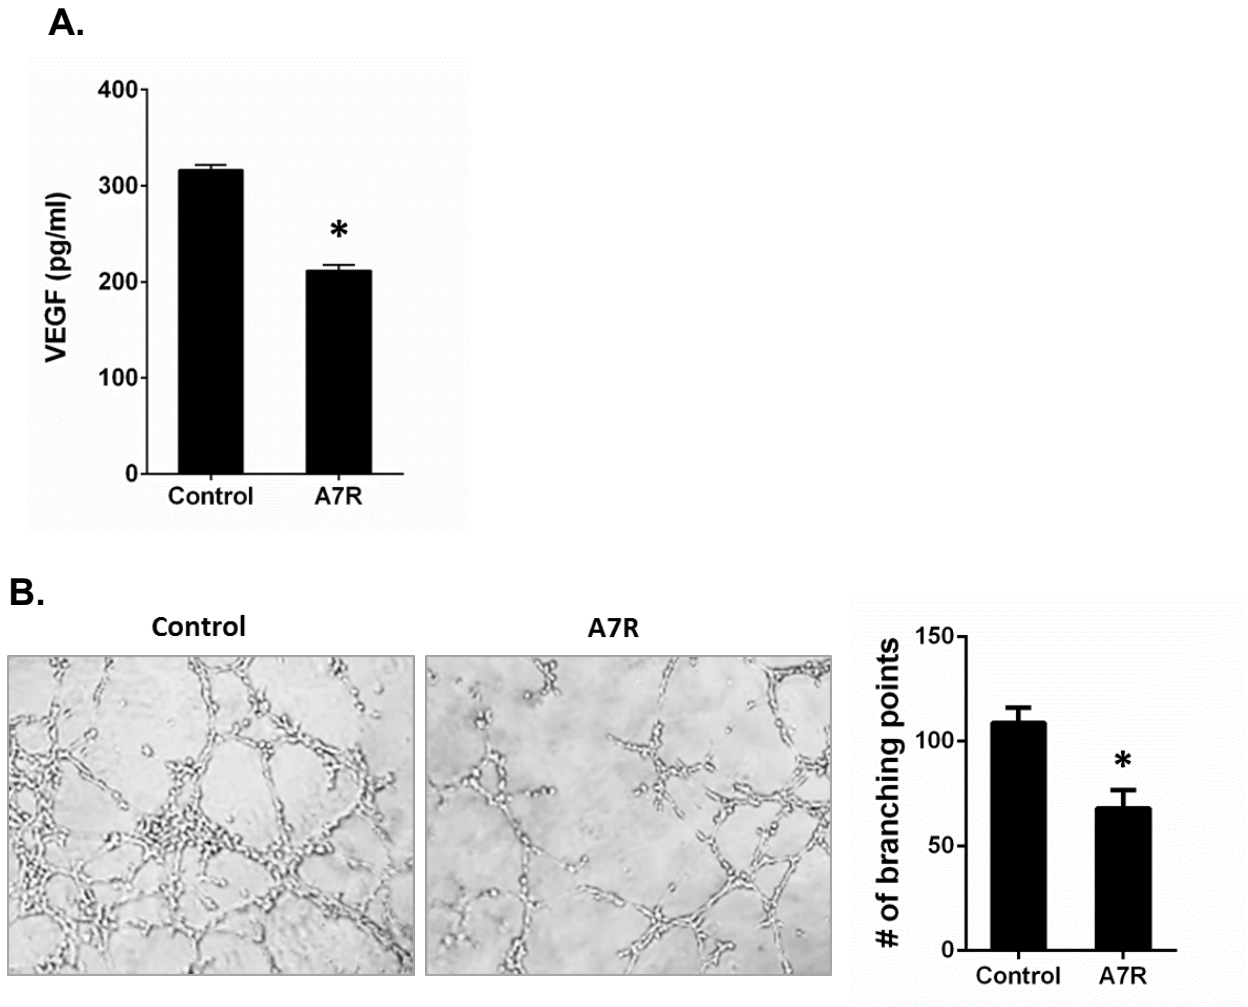 A.
400
300
200
100
0
VEGF (pg/ml)
*
Control A7R
B.
Control A7R
150
100
50
0
# of branching points
*
Control A7R